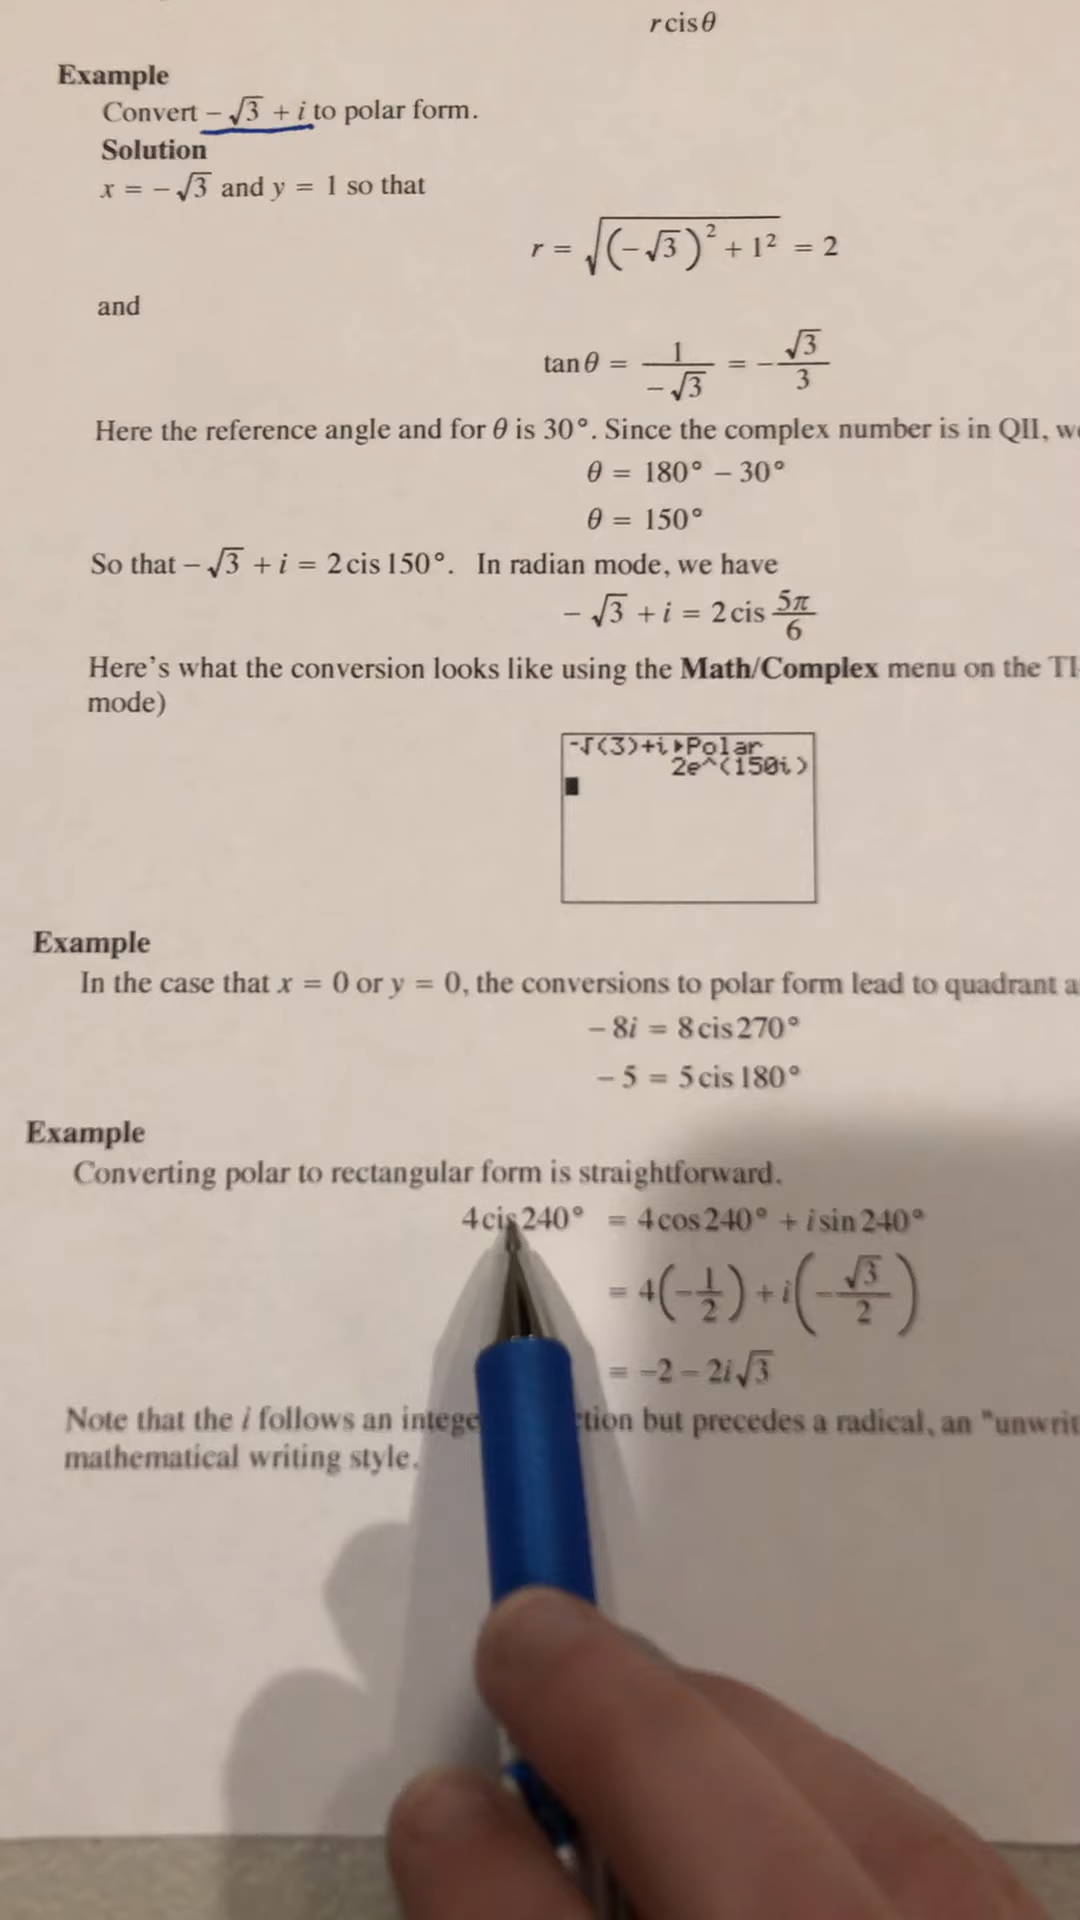 r cis θ
Example
Convert −√3 + i to polar form.
Solution
x = −√3 and y = 1 so that
r = √((−√3)² + 1²) = 2
and
tan θ = 1/(−√3) = −√3/3
Here the reference angle and for θ is 30°. Since the complex number is in QII,
θ = 180° − 30°
θ = 150°
So that −√3 + i = 2 cis 150°. In radian mode, we have
−√3 + i = 2 cis 5π/6
Here's what the conversion looks like using the Math/Complex menu on the
mode)
-√(3)+i▸Polar
2e^(150i)
Example
In the case that x = 0 or y = 0, the conversions to polar form lead to quadrant
−8i = 8 cis 270°
−5 = 5 cis 180°
Example
Converting polar to rectangular form is straightforward.
4 cis 240° = 4 cos 240° + i sin 240°
= 4(−1/2) + i(−√3/2)
= −2 − 2i√3
Note that the i follows an but precedes a radical, an
mathematical writing style.